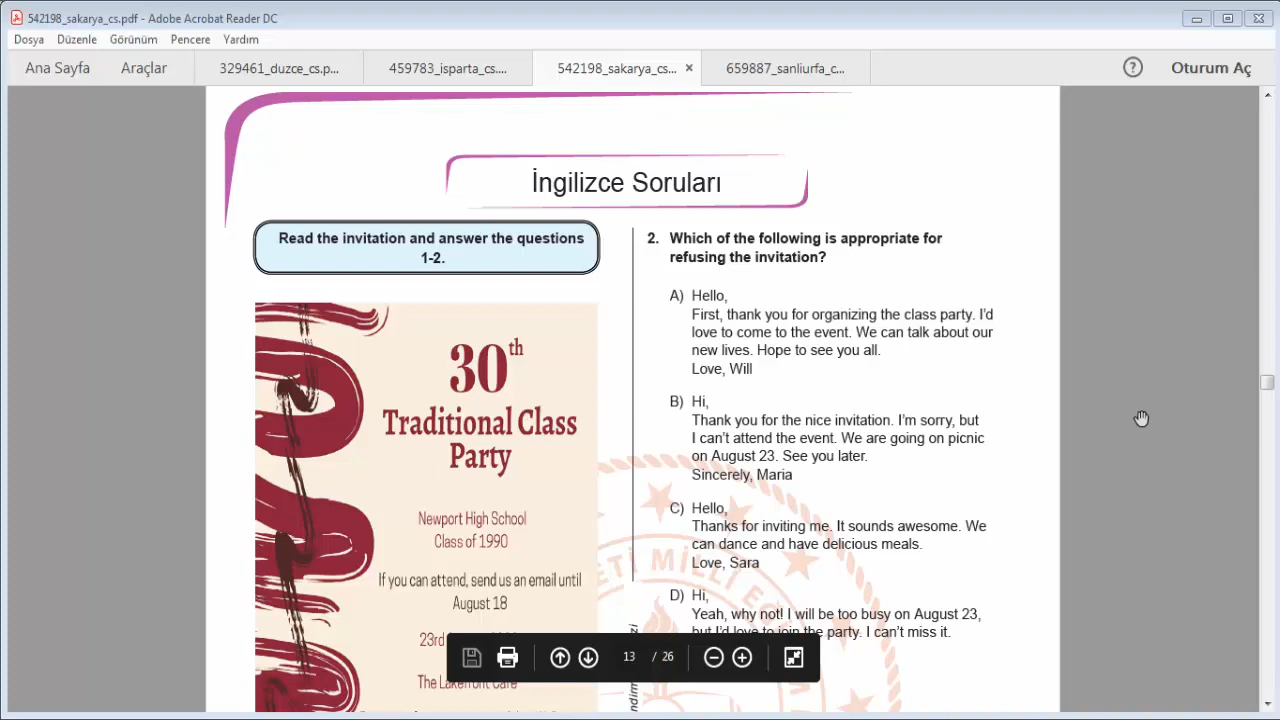 542198_sakarya_cs.pdf - Adobe Acrobat Reader DC
Dosya Düzenle Görünüm Pencere Yardım
Ana Sayfa Araçlar 329461_duzce_cs.p... 459783_isparta_cs.... 542198_sakarya_cs... × 659887_sanliurfa_c... ? Oturum Aç
İngilizce Soruları
Read the invitation and answer the questions
1-2.
30th
Traditional Class
Party
Newport High School
Class of 1990
If you can attend, send us an email until
August 18
23rd
The Lakefront Cafe
2. Which of the following is appropriate for
refusing the invitation?
A) Hello,
First, thank you for organizing the class party. I’d
love to come to the event. We can talk about our
new lives. Hope to see you all.
Love, Will
B) Hi,
Thank you for the nice invitation. I’m sorry, but
I can’t attend the event. We are going on picnic
on August 23. See you later.
Sincerely, Maria
C) Hello,
Thanks for inviting me. It sounds awesome. We
can dance and have delicious meals.
Love, Sara
D) Hi,
Yeah, why not! I will be too busy on August 23,
but I’d love to join the party. I can’t miss it.
13 / 26